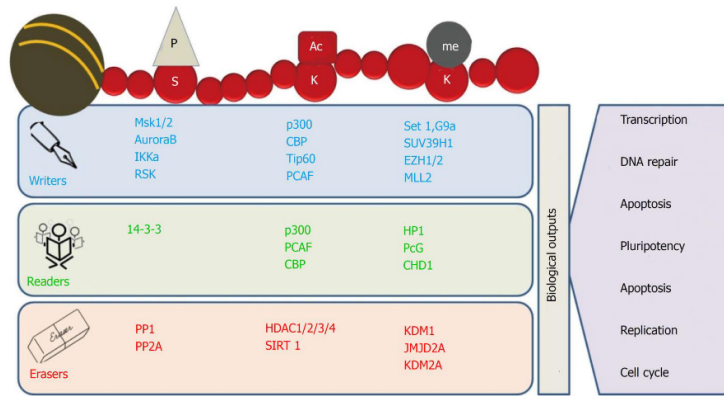 P
Ac
me
S
K
K
Msk1/2
AuroraB
IKKa
RSK
p300
CBP
Tip60
PCAF
Set 1,G9a
SUV39H1
EZH1/2
MLL2
Writers
14-3-3
p300
PCAF
CBP
HP1
PcG
CHD1
Readers
Eraser
PP1
PP2A
HDAC1/2/3/4
SIRT 1
KDM1
JMJD2A
KDM2A
Erasers
Biological outputs
Transcription
DNA repair
Apoptosis
Pluripotency
Apoptosis
Replication
Cell cycle